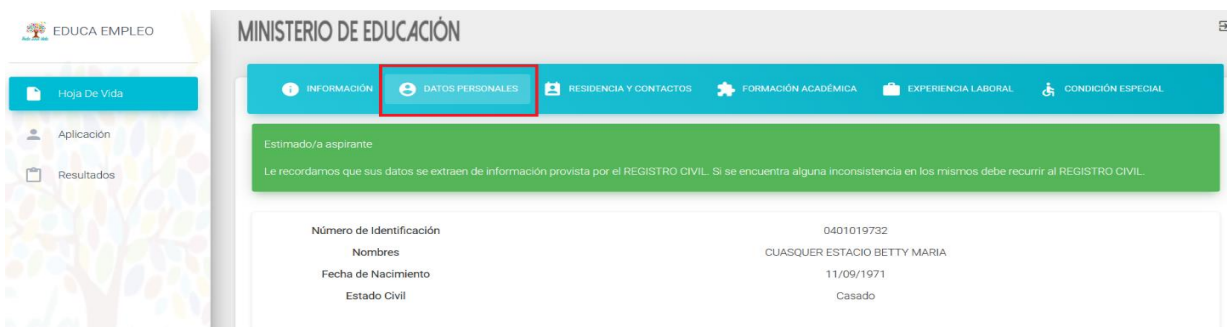 EDUCA EMPLEO
MINISTERIO DE EDUCACIÓN
Hoja De Vida
Aplicación
Resultados
INFORMACIÓN
DATOS PERSONALES
RESIDENCIA Y CONTACTOS
FORMACIÓN ACADÉMICA
EXPERIENCIA LABORAL
CONDICIÓN ESPECIAL
Estimado/a aspirante
Le recordamos que sus datos se extraen de información provista por el REGISTRO CIVIL. Si se encuentra alguna inconsistencia en los mismos debe recurrir al REGISTRO CIVIL.
Número de Identificación 0401019732
Nombres CUASQUER ESTACIO BETTY MARIA
Fecha de Nacimiento 11/09/1971
Estado Civil Casado